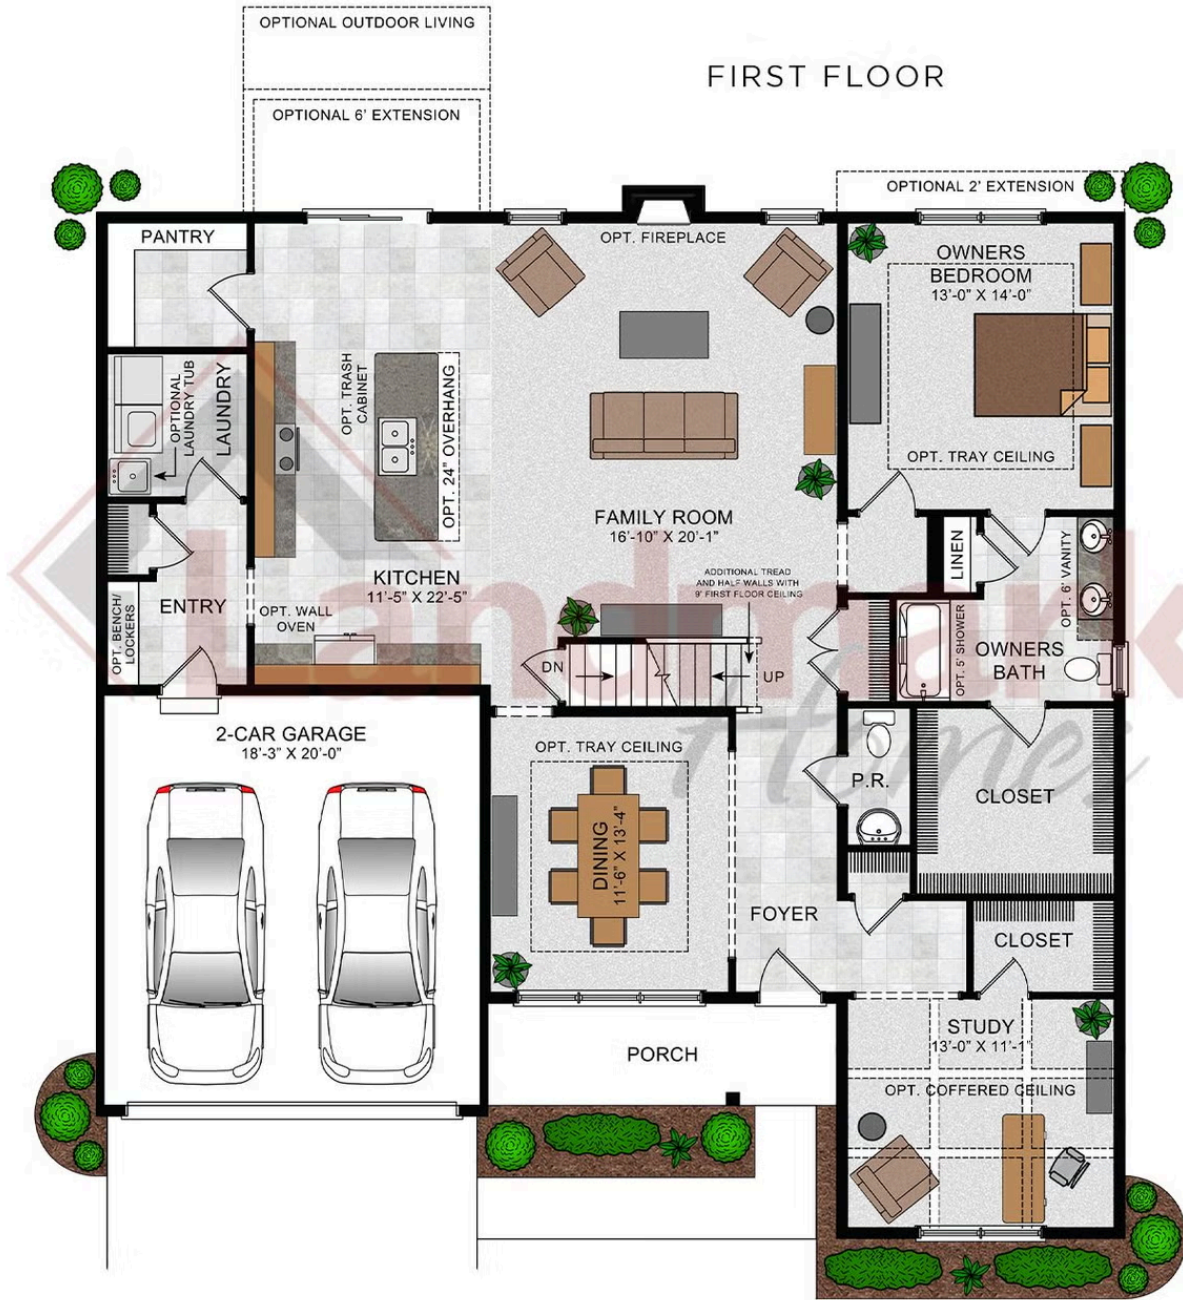 OPTIONAL OUTDOOR LIVING
FIRST FLOOR
OPTIONAL 6' EXTENSION
OPTIONAL 2' EXTENSION
PANTRY
OPT. FIREPLACE
OWNERS
BEDROOM
13'-0" X 14'-0"
OPT. TRASH
CABINET
OPTIONAL
LAUNDRY TUB
LAUNDRY
OPT. 24" OVERHANG
OPT. TRAY CEILING
FAMILY ROOM
16'-10" X 20'-1"
LINEN
OPT. 6' VANITY
KITCHEN
11'-5" X 22'-5"
ADDITIONAL TREAD
AND HALF WALLS WITH
9' FIRST FLOOR CEILING
ENTRY
OPT. BENCH/
LOCKERS
OPT. WALL
OVEN
OPT. 5' SHOWER
OWNERS
BATH
DN
UP
Landmark
Homes
2-CAR GARAGE
18'-3" X 20'-0"
OPT. TRAY CEILING
P.R.
CLOSET
DINING
11'-6" X 13'-4"
FOYER
CLOSET
STUDY
13'-0" X 11'-1"
PORCH
OPT. COFFERED CEILING